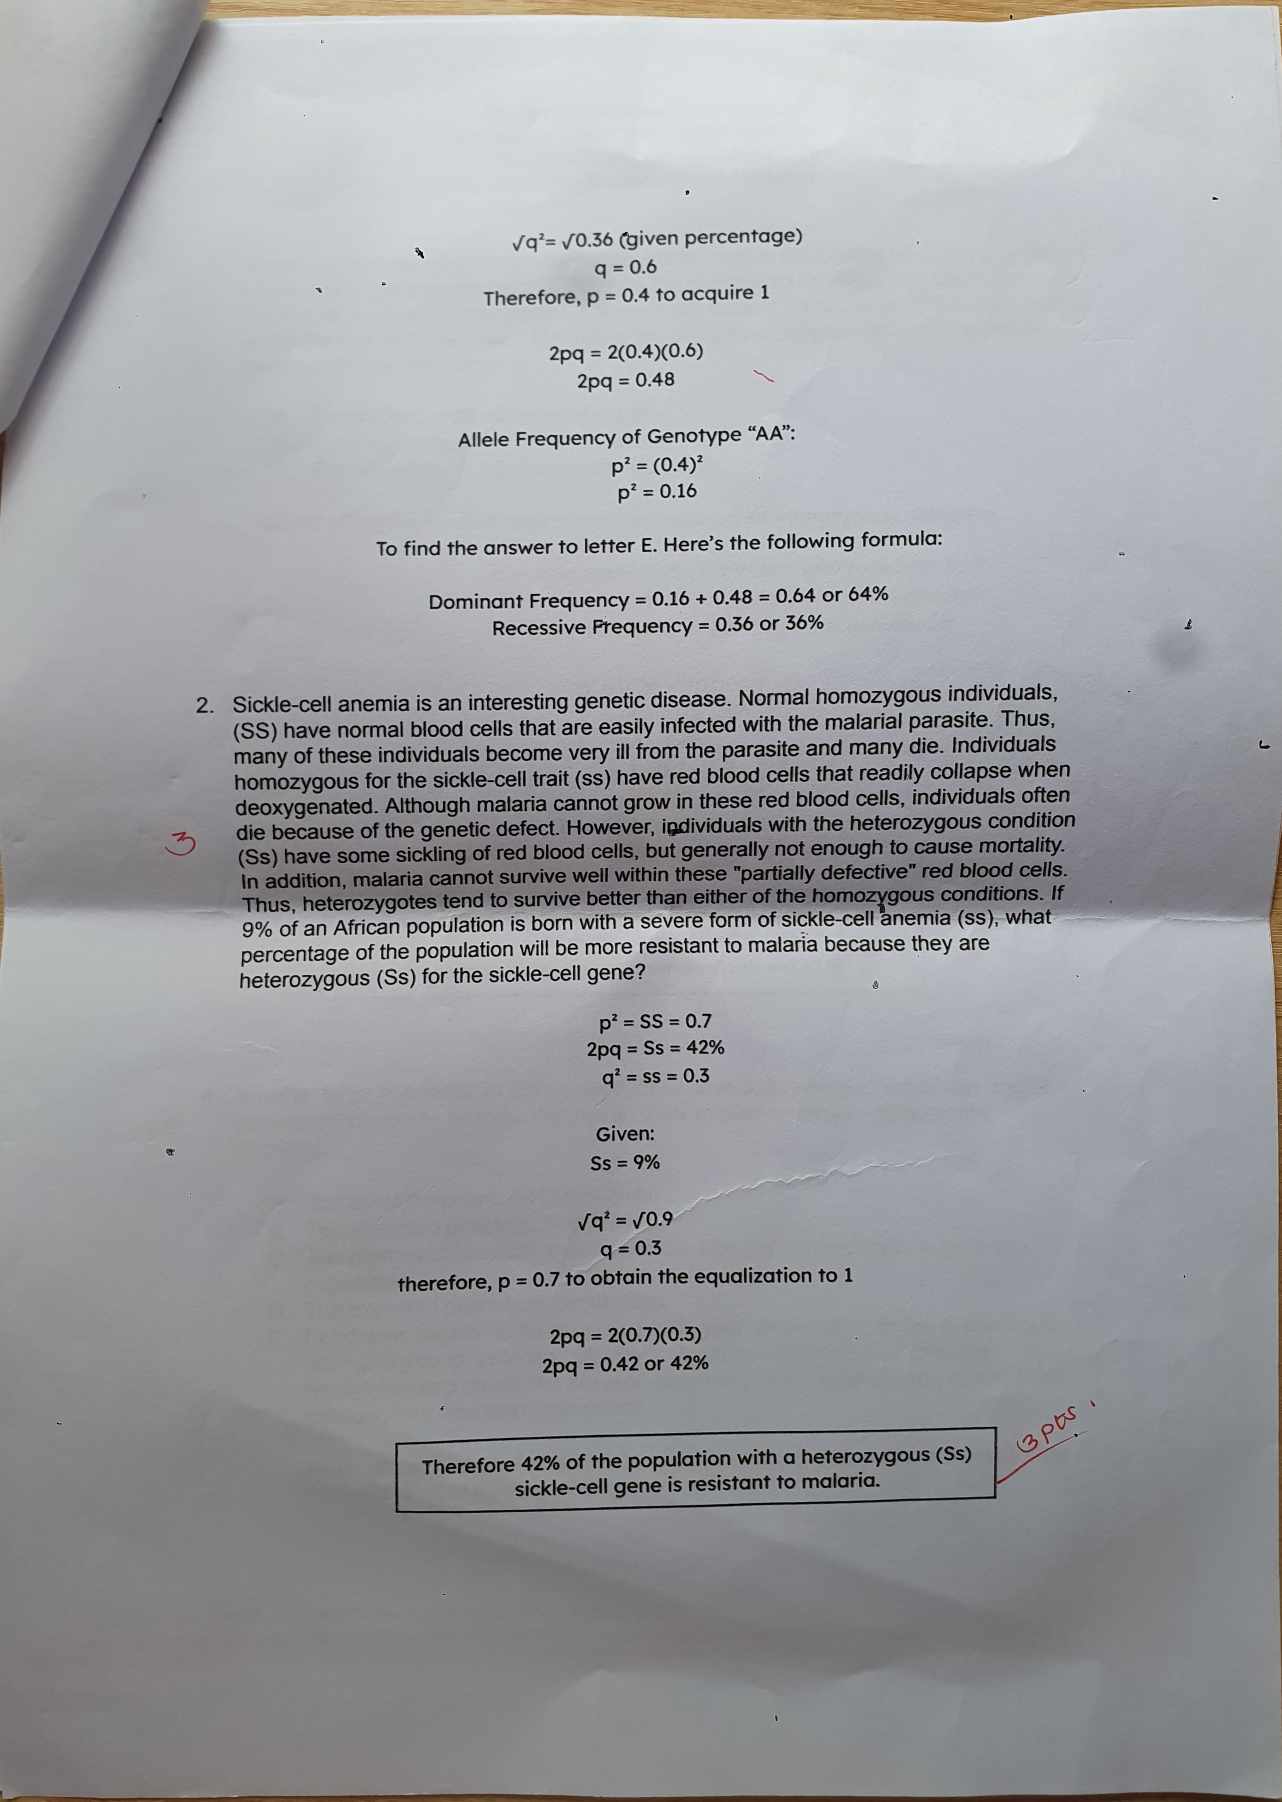 √q²= √0.36 (given percentage)
q = 0.6
Therefore, p = 0.4 to acquire 1
2pq = 2(0.4)(0.6)
2pq = 0.48
Allele Frequency of Genotype “AA”:
p² = (0.4)²
p² = 0.16
To find the answer to letter E. Here’s the following formula:
Dominant Frequency = 0.16 + 0.48 = 0.64 or 64%
Recessive Frequency = 0.36 or 36%
2. Sickle-cell anemia is an interesting genetic disease. Normal homozygous individuals,
(SS) have normal blood cells that are easily infected with the malarial parasite. Thus,
many of these individuals become very ill from the parasite and many die. Individuals
homozygous for the sickle-cell trait (ss) have red blood cells that readily collapse when
deoxygenated. Although malaria cannot grow in these red blood cells, individuals often
3 die because of the genetic defect. However, individuals with the heterozygous condition
(Ss) have some sickling of red blood cells, but generally not enough to cause mortality.
In addition, malaria cannot survive well within these "partially defective" red blood cells.
Thus, heterozygotes tend to survive better than either of the homozygous conditions. If
9% of an African population is born with a severe form of sickle-cell anemia (ss), what
percentage of the population will be more resistant to malaria because they are
heterozygous (Ss) for the sickle-cell gene?
p² = SS = 0.7
2pq = Ss = 42%
q² = ss = 0.3
Given:
Ss = 9%
√q² = √0.9
q = 0.3
therefore, p = 0.7 to obtain the equalization to 1
2pq = 2(0.7)(0.3)
2pq = 0.42 or 42%
3 pts.
Therefore 42% of the population with a heterozygous (Ss)
sickle-cell gene is resistant to malaria.